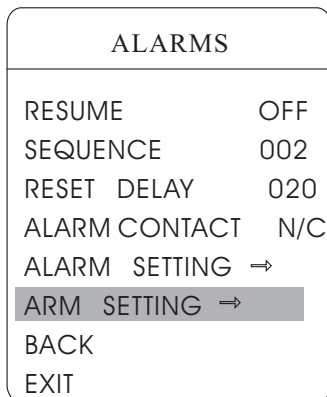 ALARMS
RESUME OFF
SEQUENCE 002
RESET DELAY 020
ALARM CONTACT N/C
ALARM SETTING ⇒
ARM SETTING ⇒
BACK
EXIT